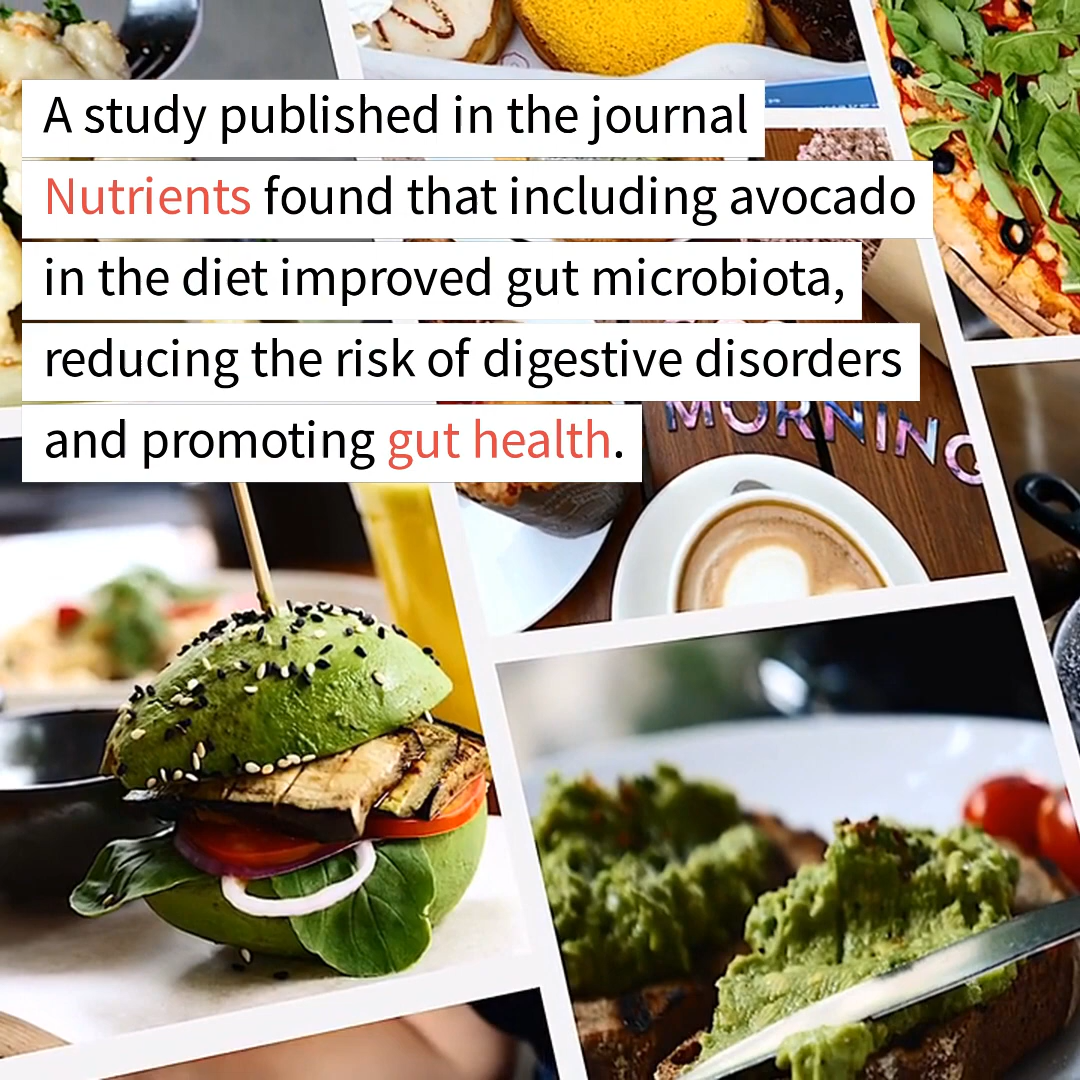 A study published in the journal
Nutrients found that including avocado
in the diet improved gut microbiota,
reducing the risk of digestive disorders
and promoting gut health.
MORNING